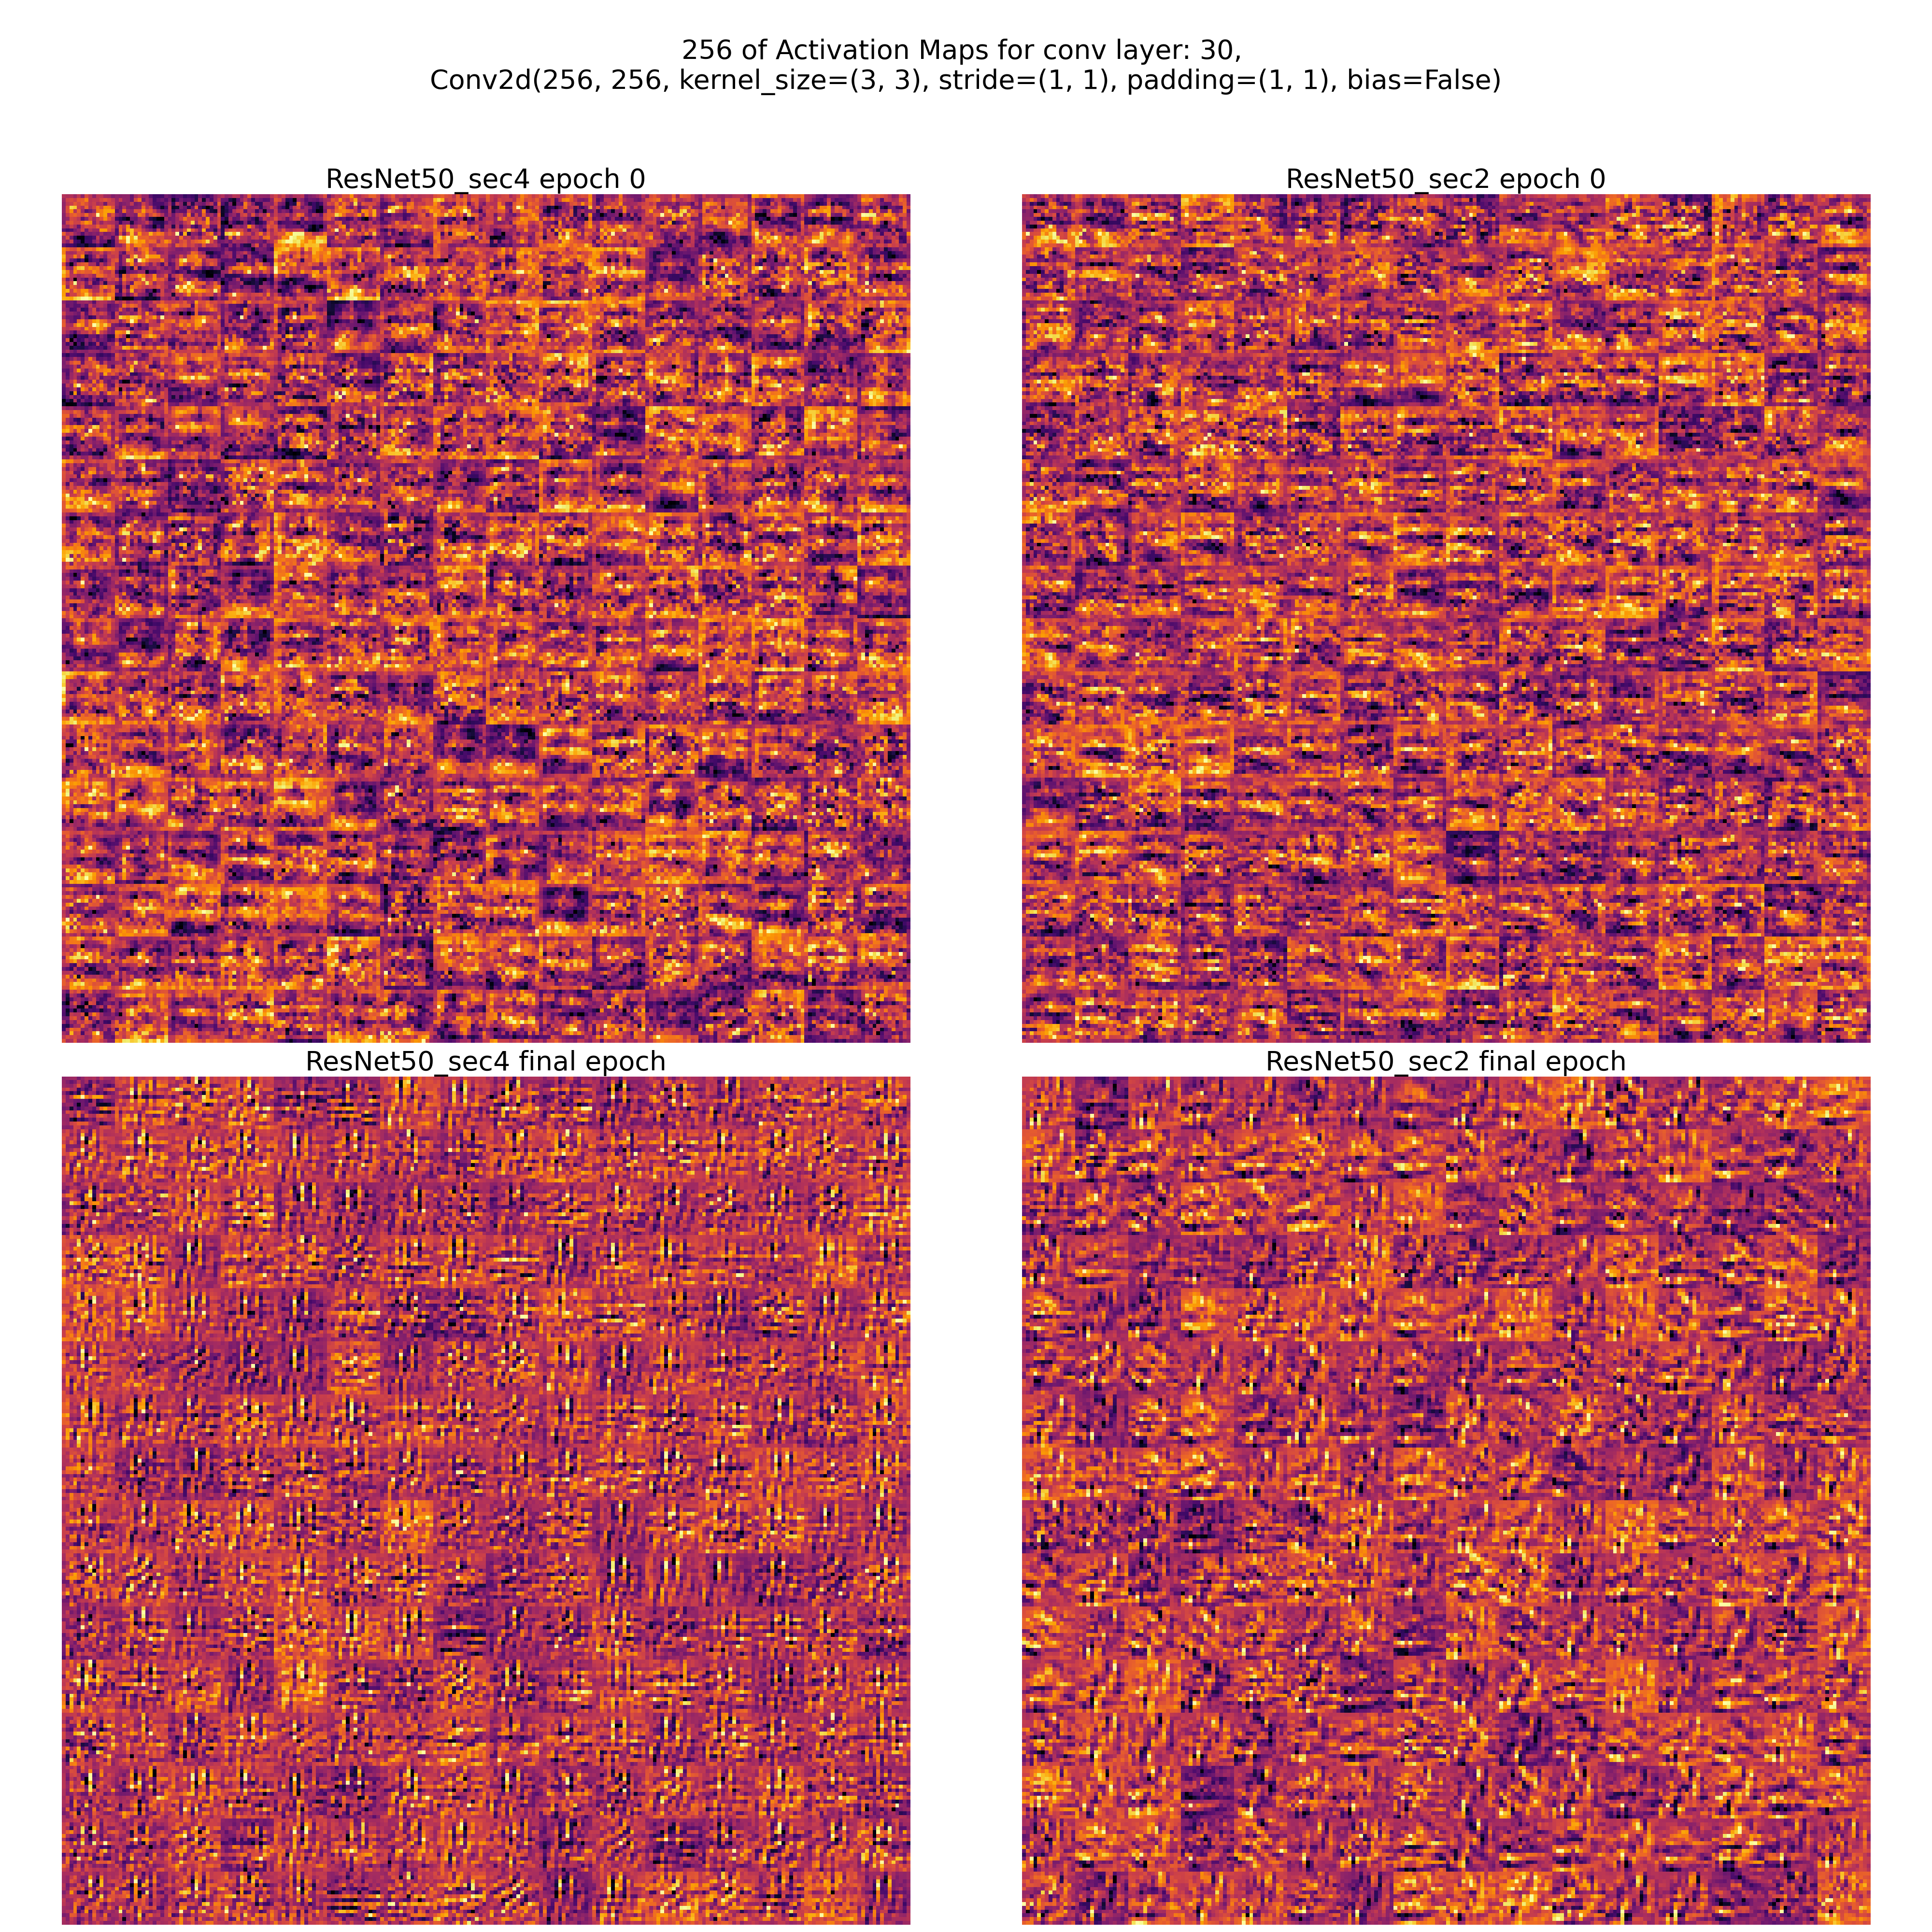 256 of Activation Maps for conv layer: 30,
Conv2d(256, 256, kernel_size=(3, 3), stride=(1, 1), padding=(1, 1), bias=False)
ResNet50_sec4 epoch 0
ResNet50_sec2 epoch 0
ResNet50_sec4 final epoch
ResNet50_sec2 final epoch